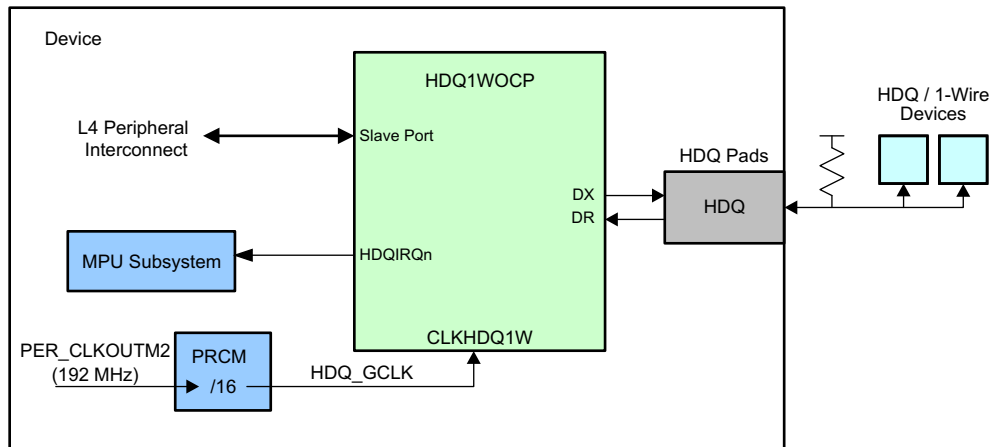 Device
HDQ1WOCP
HDQ / 1-Wire
Devices
L4 Peripheral
Interconnect
Slave Port
HDQ Pads
DX
DR
HDQ
MPU Subsystem
HDQIRQn
CLKHDQ1W
PER_CLKOUTM2
(192 MHz)
PRCM
/16
HDQ_GCLK